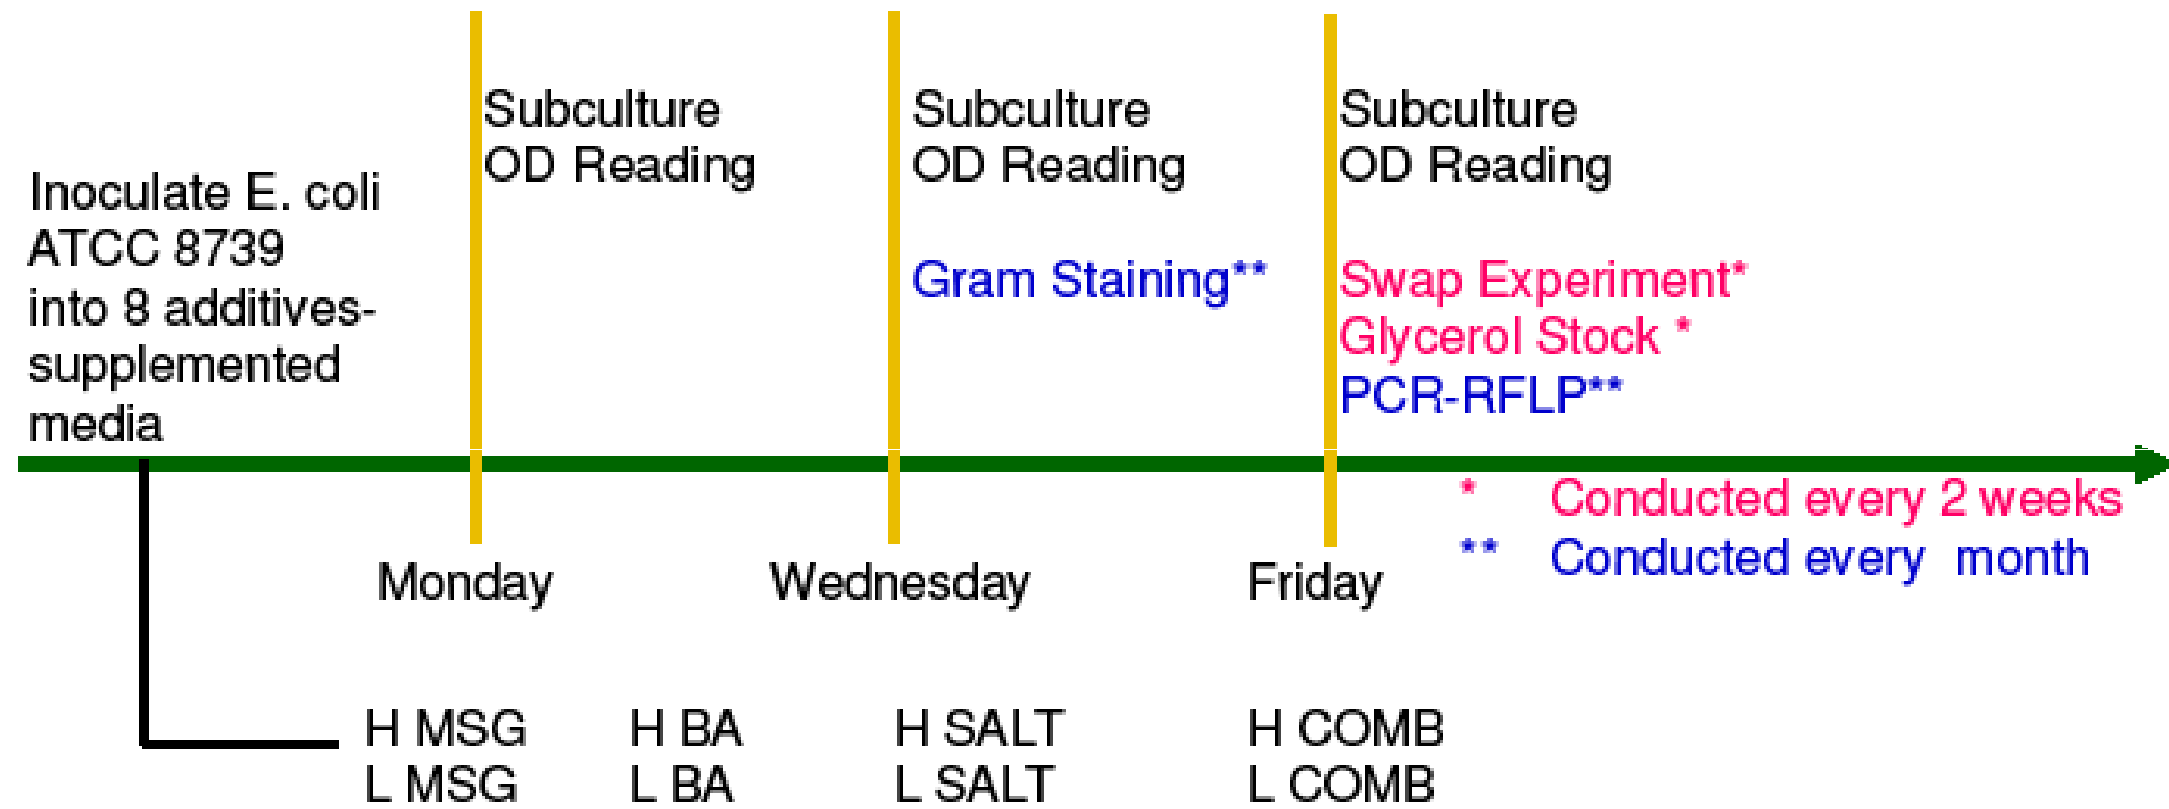 Inoculate E. coli
ATCC 8739
into 8 additives-
supplemented
media
Subculture
OD Reading
Subculture
OD Reading
Gram Staining**
Subculture
OD Reading
Swap Experiment*
Glycerol Stock *
PCR-RFLP**
* Conducted every 2 weeks
** Conducted every month
Monday Wednesday Friday
H MSG H BA H SALT H COMB
L MSG L BA L SALT L COMB